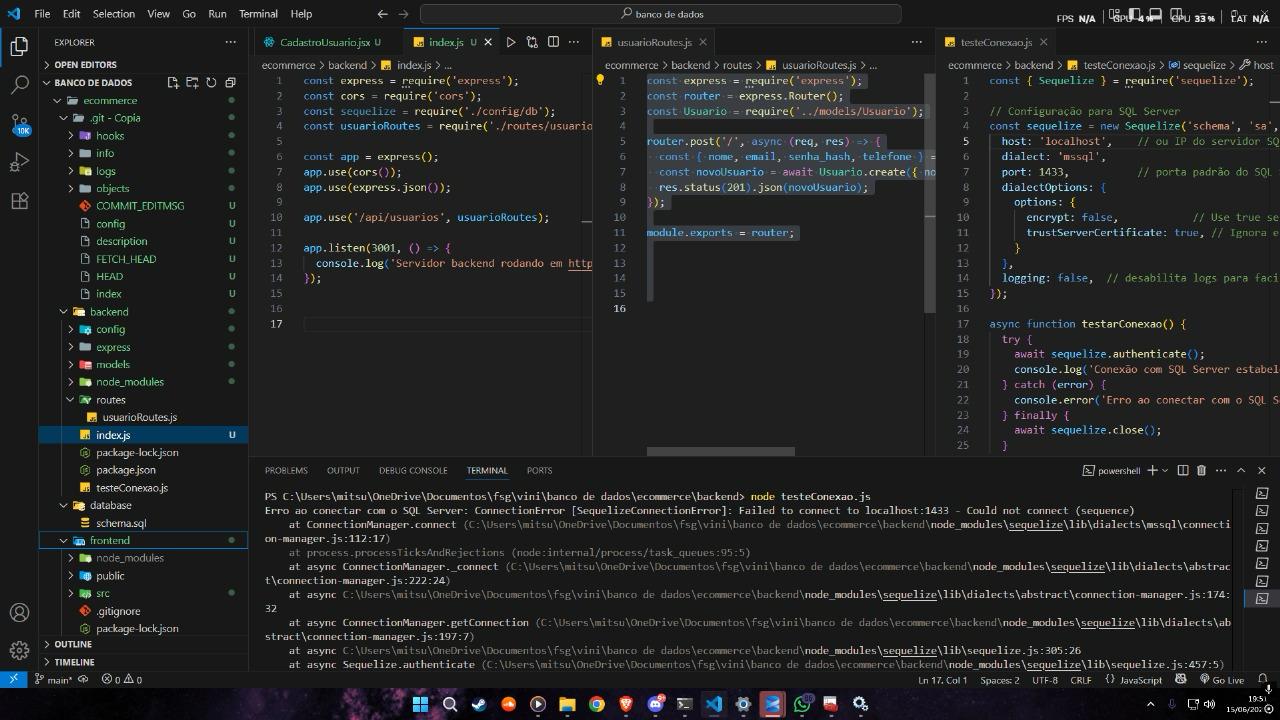 File Edit Selection View Go Run Terminal Help
banco de dados
FPS N/A GPU 4% CPU 33 % LAT N/A
EXPLORER
OPEN EDITORS
BANCO DE DADOS
ecommerce
.git - Copia U
hooks
info
logs
objects
COMMIT_EDITMSG U
config U
description U
FETCH_HEAD U
HEAD U
index U
backend
config
express
models
node_modules
routes
usuarioRoutes.js
index.js U
package-lock.json
package.json
testeConexao.js
database
schema.sql
frontend
node_modules
public
src
.gitignore
package-lock.json
OUTLINE
TIMELINE
10K
CadastroUsuario.jsx U
index.js U
ecommerce > backend > index.js > ...
1 const express = require('express');
2 const cors = require('cors');
3 const sequelize = require('./config/db');
4 const usuarioRoutes = require('./routes/usuario
5
6 const app = express();
7 app.use(cors());
8 app.use(express.json());
9
10 app.use('/api/usuarios', usuarioRoutes);
11
12 app.listen(3001, () => {
13 console.log('Servidor backend rodando em http
14 });
15
16
17
usuarioRoutes.js
ecommerce > backend > routes > usuarioRoutes.js > ...
1 const express = require('express');
2 const router = express.Router();
3 const Usuario = require('../models/Usuario');
4
5 router.post('/', async (req, res) => {
6 const { nome, email, senha_hash, telefone } =
7 const novoUsuario = await Usuario.create({ no
8 res.status(201).json(novoUsuario);
9 });
10
11 module.exports = router;
12
13
14
15
16
testeConexao.js
ecommerce > backend > testeConexao.js > sequelize > host
1 const { Sequelize } = require('sequelize');
2
3 // Configuração para SQL Server
4 const sequelize = new Sequelize('schema', 'sa',
5 host: 'localhost', // ou IP do servidor SQ
6 dialect: 'mssql',
7 port: 1433, // porta padrão do SQL
8 dialectOptions: {
9 options: {
10 encrypt: false, // Use true se
11 trustServerCertificate: true, // Ignora e
12 }
13 },
14 logging: false, // desabilita logs para faci
15 });
16
17 async function testarConexao() {
18 try {
19 await sequelize.authenticate();
20 console.log('Conexão com SQL Server estabel
21 } catch (error) {
22 console.error('Erro ao conectar com o SQL S
23 } finally {
24 await sequelize.close();
25 }
PROBLEMS OUTPUT DEBUG CONSOLE TERMINAL PORTS
powershell
PS C:\Users\mitsu\OneDrive\Documentos\fsg\vini\banco de dados\ecommerce\backend> node testeConexao.js
Erro ao conectar com o SQL Server: ConnectionError [SequelizeConnectionError]: Failed to connect to localhost:1433 - Could not connect (sequence)
at ConnectionManager.connect (C:\Users\mitsu\OneDrive\Documentos\fsg\vini\banco de dados\ecommerce\backend\node_modules\sequelize\lib\dialects\mssql\connecti
on-manager.js:112:17)
at process.processTicksAndRejections (node:internal/process/task_queues:95:5)
at async ConnectionManager._connect (C:\Users\mitsu\OneDrive\Documentos\fsg\vini\banco de dados\ecommerce\backend\node_modules\sequelize\lib\dialects\abstrac
t\connection-manager.js:222:24)
at async C:\Users\mitsu\OneDrive\Documentos\fsg\vini\banco de dados\ecommerce\backend\node_modules\sequelize\lib\dialects\abstract\connection-manager.js:174:
32
at async ConnectionManager.getConnection (C:\Users\mitsu\OneDrive\Documentos\fsg\vini\banco de dados\ecommerce\backend\node_modules\sequelize\lib\dialects\ab
stract\connection-manager.js:197:7)
at async C:\Users\mitsu\OneDrive\Documentos\fsg\vini\banco de dados\ecommerce\backend\node_modules\sequelize\lib\sequelize.js:305:26
at async Sequelize.authenticate (C:\Users\mitsu\OneDrive\Documentos\fsg\vini\banco de dados\ecommerce\backend\node_modules\sequelize\lib\sequelize.js:457:5)
main* 0 0
Ln 17, Col 1 Spaces: 2 UTF-8 CRLF {} JavaScript Go Live